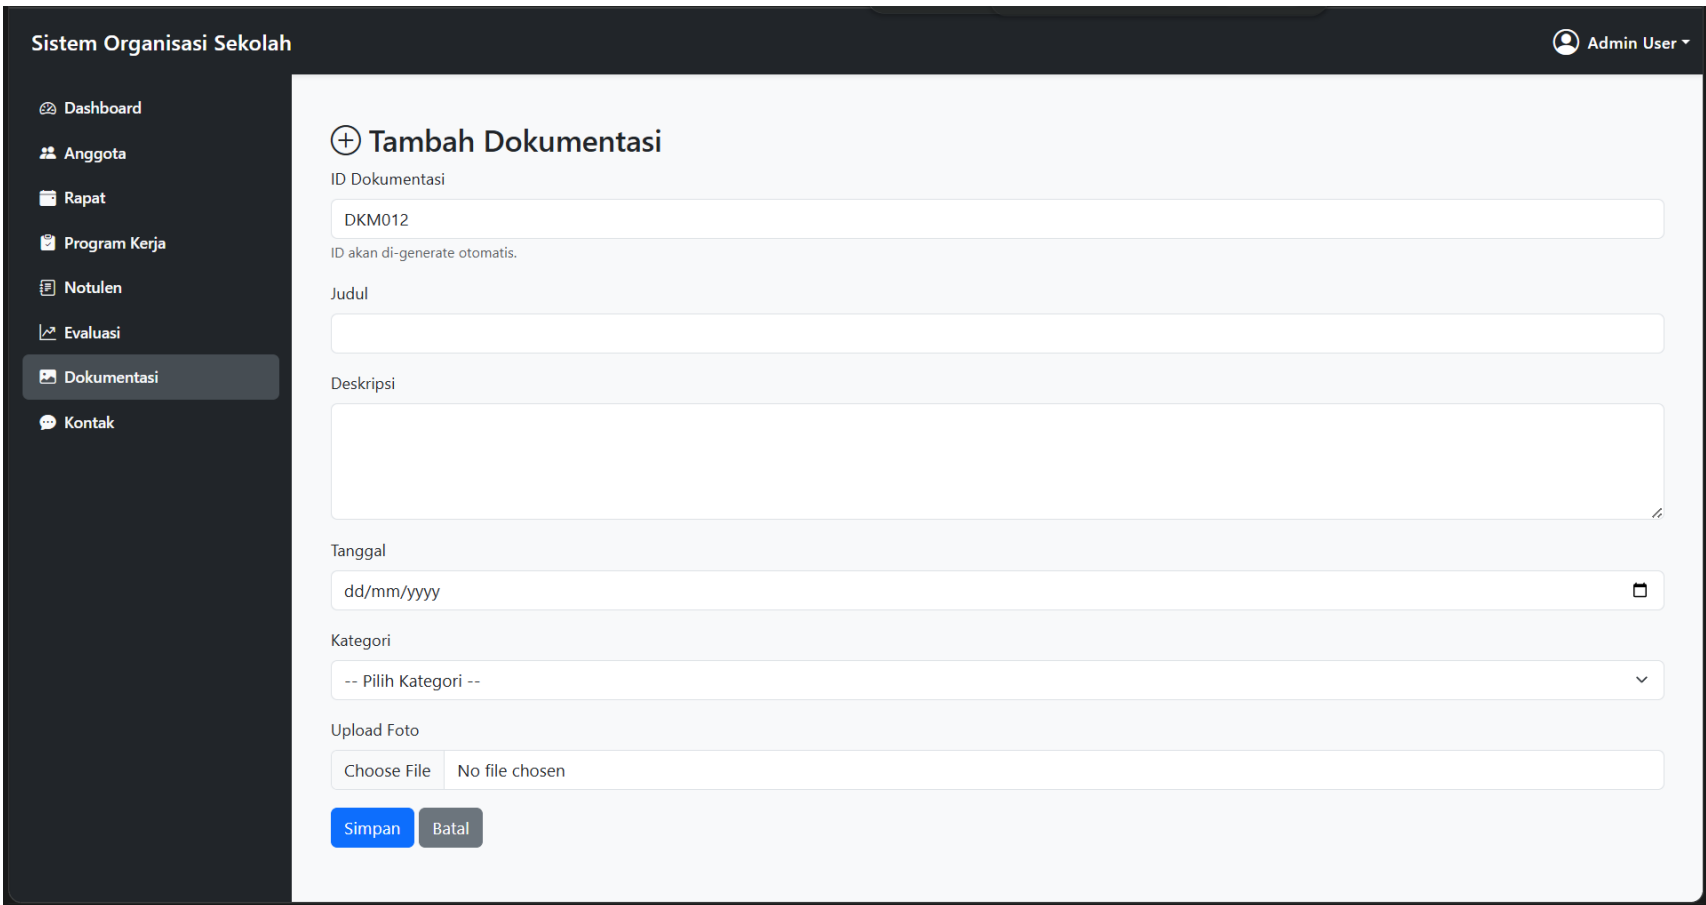 Sistem Organisasi Sekolah
Admin User
Dashboard
Anggota
Rapat
Program Kerja
Notulen
Evaluasi
Dokumentasi
Kontak
Tambah Dokumentasi
ID Dokumentasi
DKM012
ID akan di-generate otomatis.
Judul
Deskripsi
Tanggal
dd/mm/yyyy
Kategori
-- Pilih Kategori --
Upload Foto
Choose File No file chosen
Simpan Batal